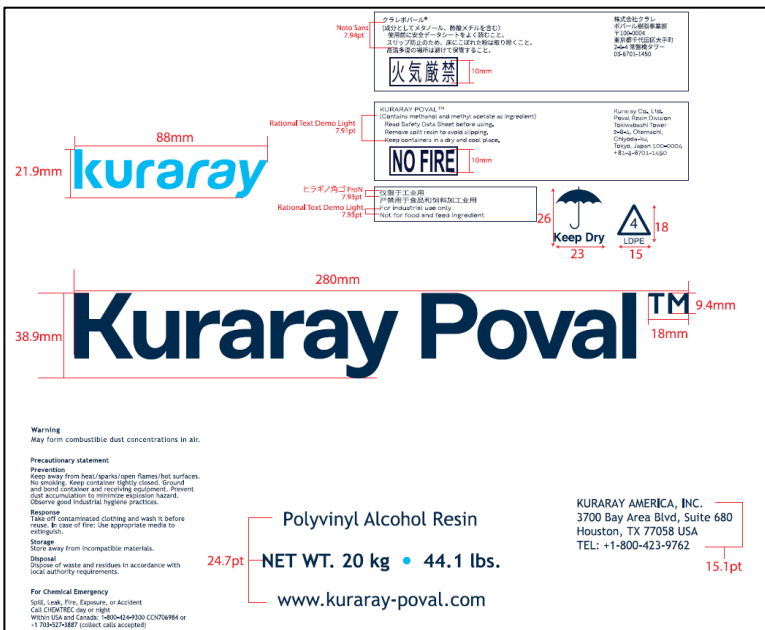 Noto Sans
7.94pt
クラレポバール®
(成分としてメタノール、酢酸メチルを含む)
使用前に安全データシートをよく読むこと。
スリップ防止のため、床にこぼれた粉は取り除くこと。
高温多湿の場所は避けて保管すること。
火気厳禁
10mm
株式会社クラレ
ポバール樹脂事業部
〒100-0004
東京都千代田区大手町
2-6-4 常盤橋タワー
03-6701-1450
Rational Text Demo Light
7.91pt
KURARAY POVAL™
(Contains methanol and methyl acetate as ingredient)
Read Safety Data Sheet before using.
Remove spilt resin to avoid slipping.
Keep containers in a dry and cool place.
NO FIRE
10mm
Kuraray Co., Ltd.
Poval Resin Division
Tokiwabashi Tower
2-6-4, Otemachi,
Chiyoda-ku,
Tokyo, Japan 100-0004
+81-3-6701-1450
88mm
21.9mm
kuraray
ヒラギノ角ゴ ProN
7.93pt
Rational Text Demo Light
7.93pt
仅限于工业用
严禁用于食品和饲料加工业用
For industrial use only
Not for food and feed ingredient
26
Keep Dry
23
4
LDPE
18
15
280mm
38.9mm
Kuraray Poval™
9.4mm
18mm
Warning
May form combustible dust concentrations in air.
Precautionary statement
Prevention
Keep away from heat/sparks/open flames/hot surfaces.
No smoking. Keep container tightly closed. Ground
and bond container and receiving equipment. Prevent
dust accumulation to minimize explosion hazard.
Observe good industrial hygiene practices.
Response
Take off contaminated clothing and wash it before
reuse. In case of fire: Use appropriate media to
extinguish.
Storage
Store away from incompatible materials.
Disposal
Dispose of waste and residues in accordance with
local authority requirements.
For Chemical Emergency
Spill, Leak, Fire, Exposure, or Accident
Call CHEMTREC day or night
Within USA and Canada: 1-800-424-9300 CCN706984 or
+1 703-527-3887 (collect calls accepted)
24.7pt
Polyvinyl Alcohol Resin
NET WT. 20 kg • 44.1 lbs.
www.kuraray-poval.com
KURARAY AMERICA, INC.
3700 Bay Area Blvd, Suite 680
Houston, TX 77058 USA
TEL: +1-800-423-9762
15.1pt